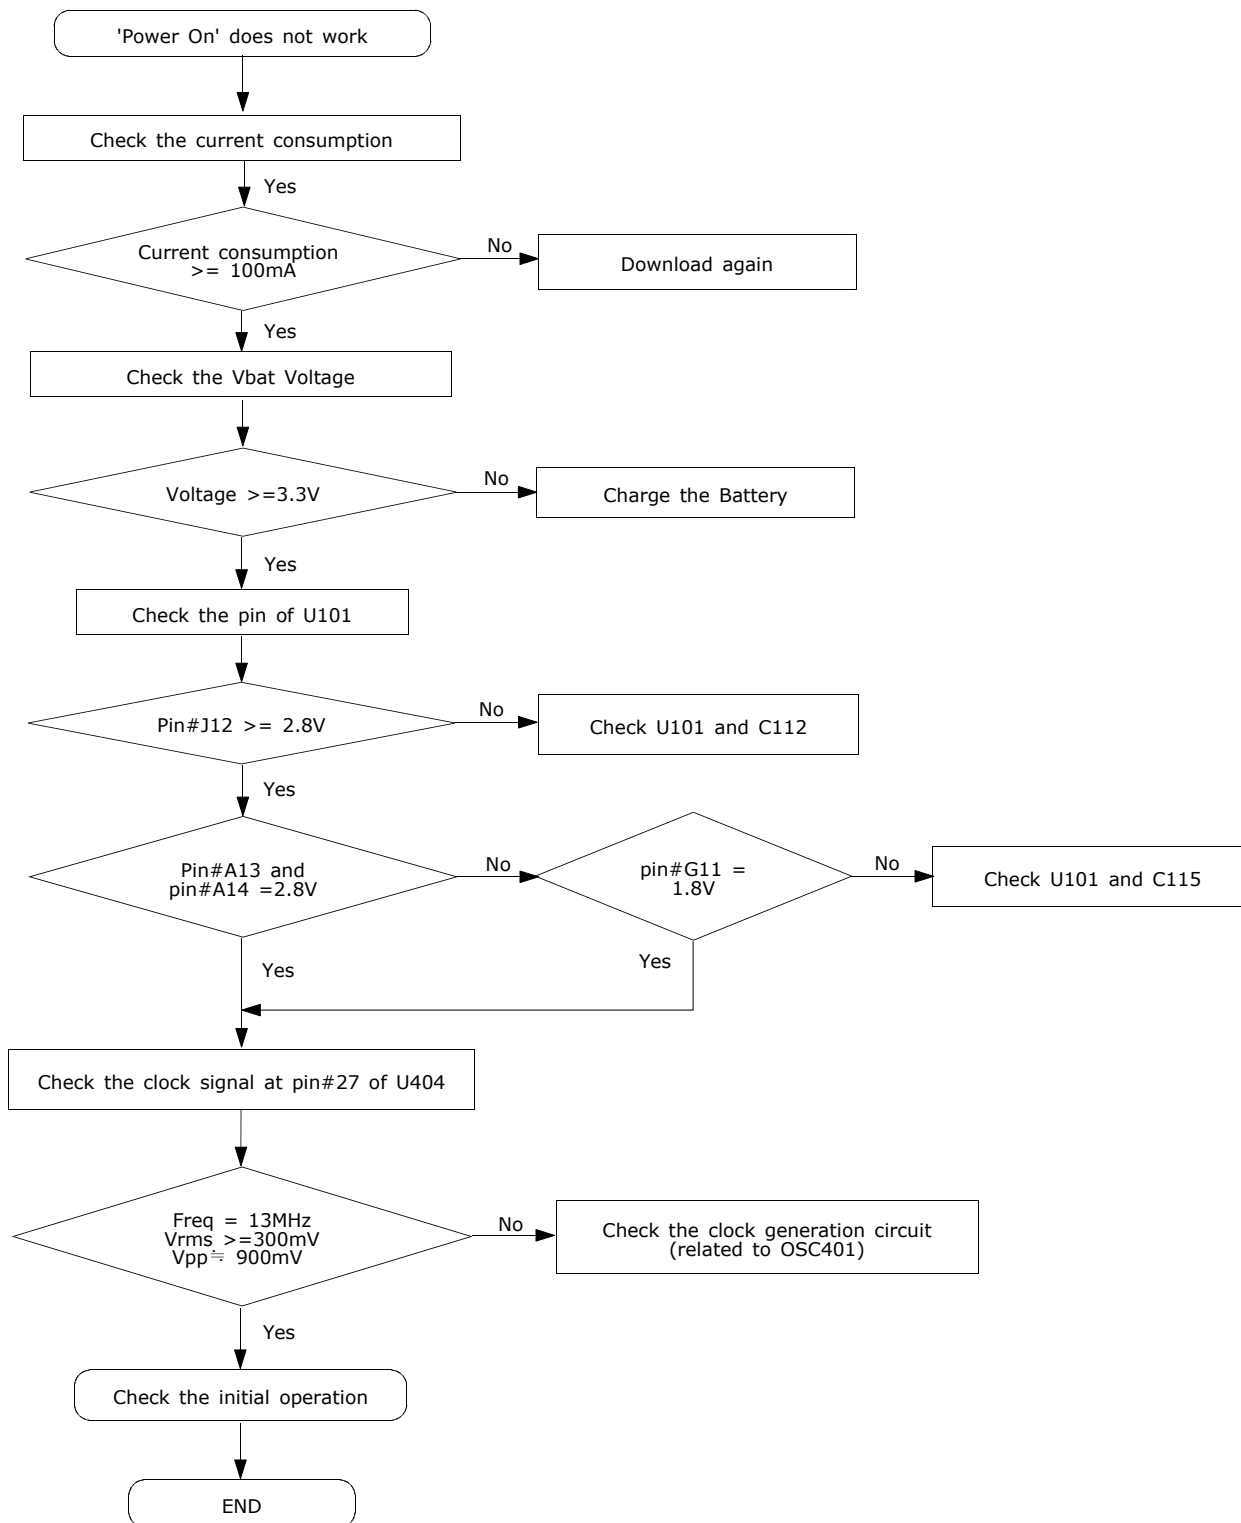 'Power On' does not work
Check the current consumption
Yes
Current consumption
>= 100mA
No
Download again
Yes
Check the Vbat Voltage
Voltage >=3.3V
No
Charge the Battery
Yes
Check the pin of U101
Pin#J12 >= 2.8V
No
Check U101 and C112
Yes
Pin#A13 and
pin#A14 =2.8V
No
pin#G11 =
1.8V
No
Check U101 and C115
Yes
Yes
Check the clock signal at pin#27 of U404
Freq = 13MHz
Vrms >=300mV
Vpp≒ 900mV
No
Check the clock generation circuit
(related to OSC401)
Yes
Check the initial operation
END